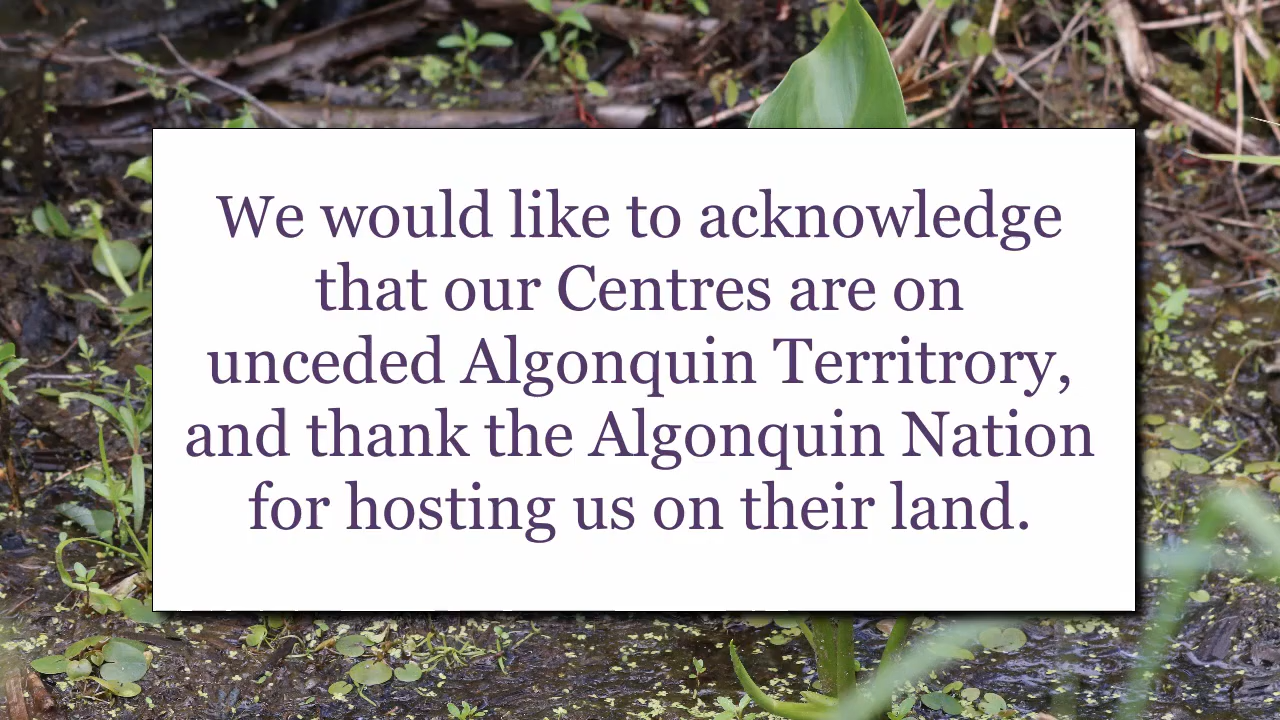 We would like to acknowledge
that our Centres are on
unceded Algonquin Territrory,
and thank the Algonquin Nation
for hosting us on their land.